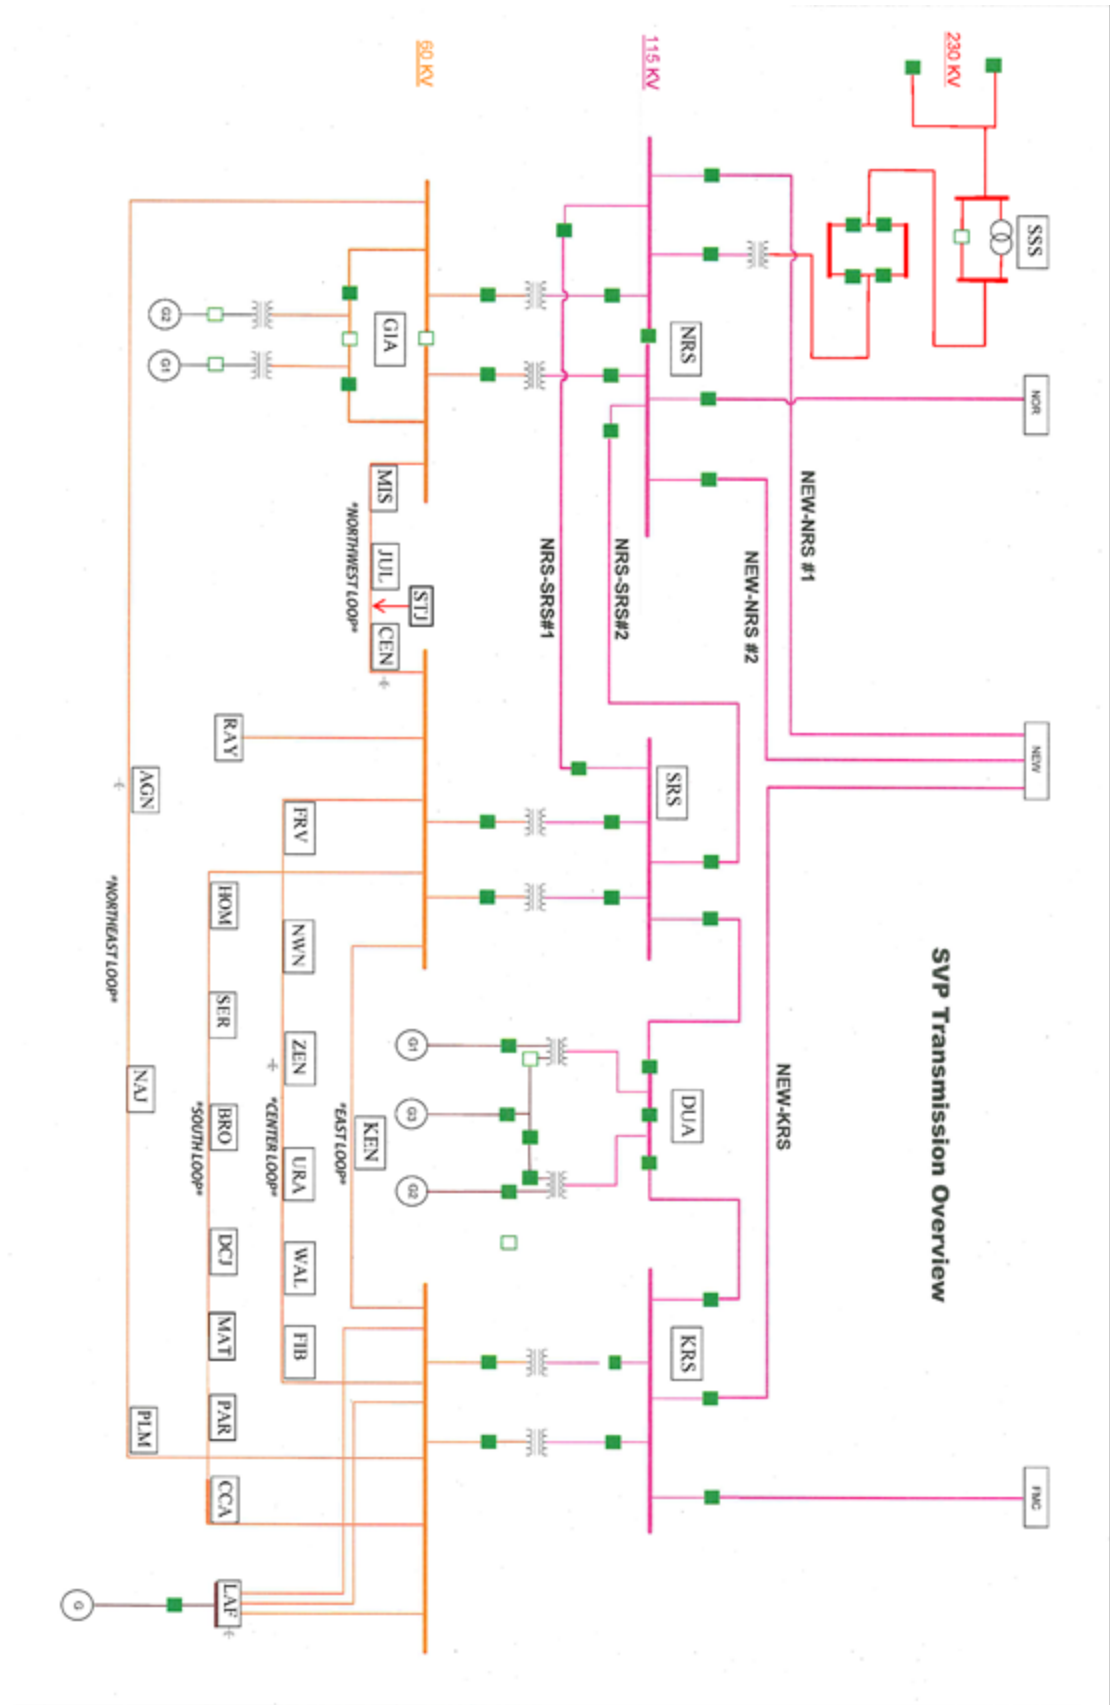 SVP Transmission Overview
230 KV
SSS
NOR
NEW
FMC
NEW-NRS #1
NEW-NRS #2
NEW-KRS
115 KV
NRS
SRS
DUA
KRS
NRS-SRS#2
NRS-SRS#1
G1
G3
G2
60 KV
GIA
MIS
JUL
STJ
CEN
*NORTHWEST LOOP*
KEN
*EAST LOOP*
FRV
NWN
ZEN
URA
WAL
FIB
*CENTER LOOP*
RAY
HOM
SER
BRO
DCJ
MAT
PAR
CCA
*SOUTH LOOP*
LAF
G
G2
G1
AGN
NAJ
PLM
*NORTHEAST LOOP*